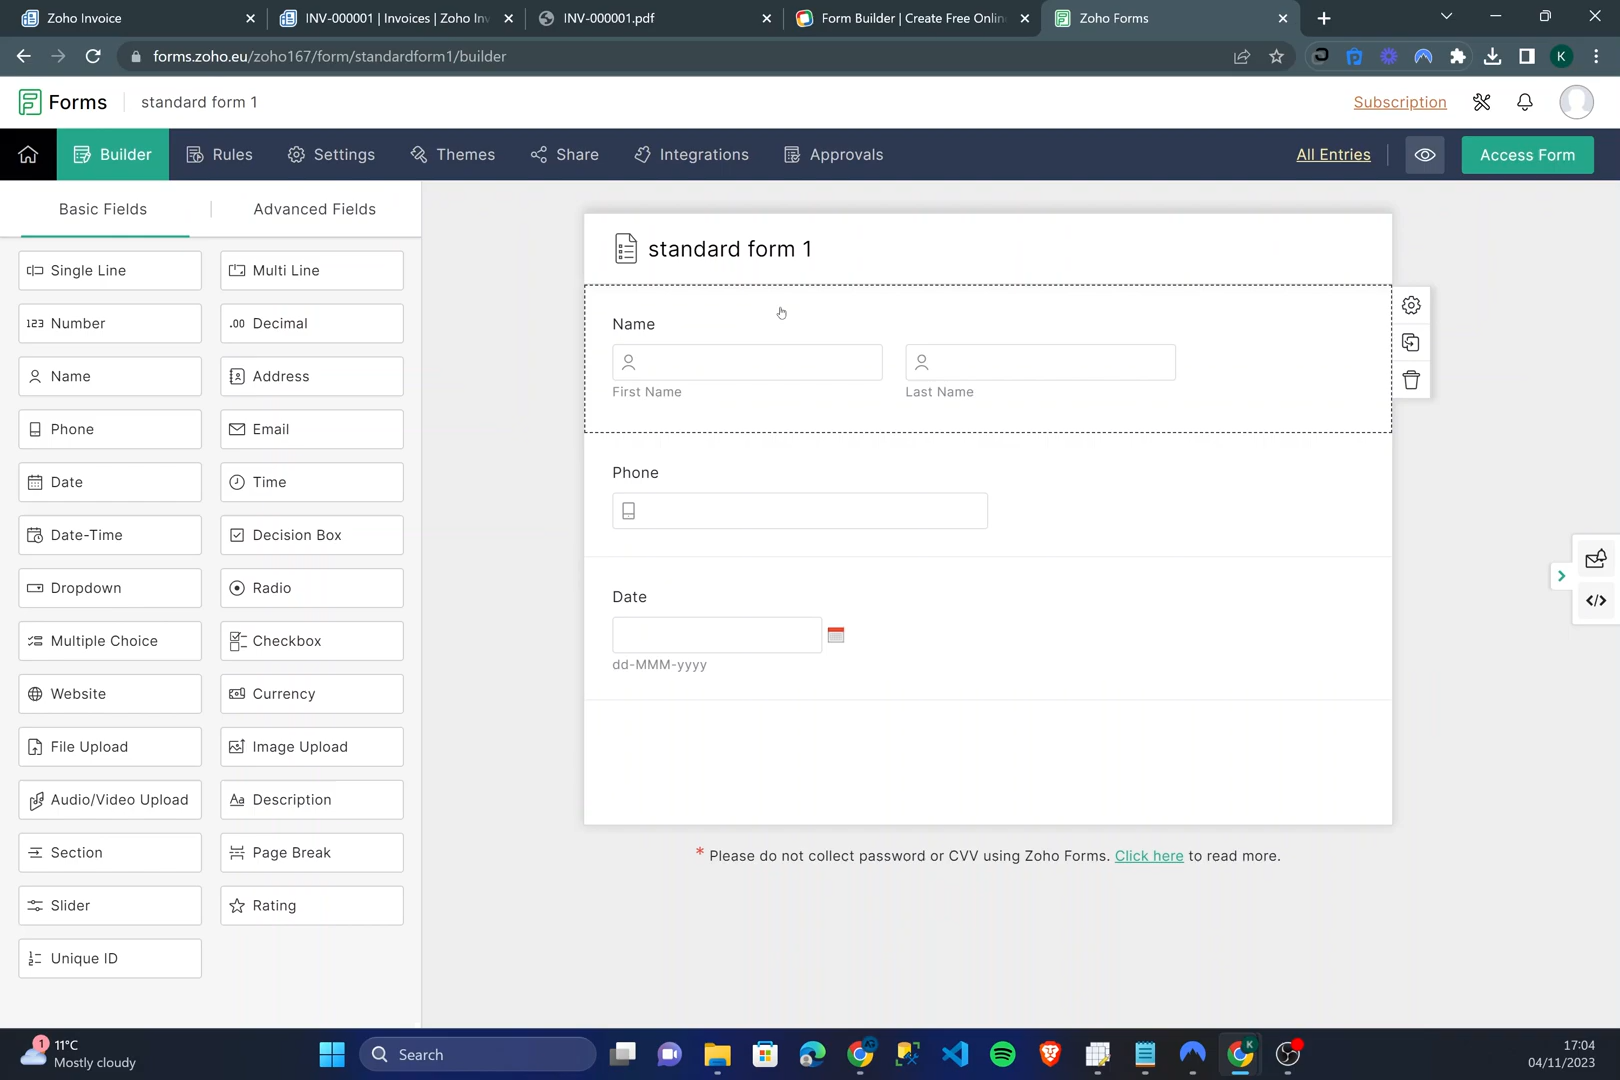 Zoho Invoice
INV-000001 | Invoices | Zoho Inv
INV-000001.pdf
Form Builder | Create Free Onlin
Zoho Forms
forms.zoho.eu/zoho167/form/standardform1/builder
K
Forms
standard form 1
Subscription
Builder
Rules
Settings
Themes
Share
Integrations
Approvals
All Entries
Access Form
Basic Fields
Advanced Fields
Single Line
Multi Line
123 Number
.00 Decimal
Name
Address
Phone
Email
Date
Time
Date-Time
Decision Box
Dropdown
Radio
Multiple Choice
Checkbox
Website
Currency
File Upload
Image Upload
Audio/Video Upload
Aa Description
Section
Page Break
Slider
Rating
Unique ID
standard form 1
Name
First Name
Last Name
Phone
Date
dd-MMM-yyyy
* Please do not collect password or CVV using Zoho Forms. Click here to read more.
1
11°C
Mostly cloudy
Search
K
17:04
04/11/2023